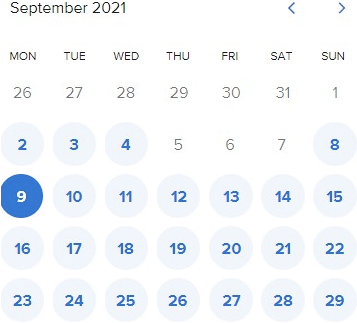 September 2021
MON TUE WED THU FRI SAT SUN
26 27 28 29 30 31 1
2 3 4 5 6 7 8
9 10 11 12 13 14 15
16 17 18 19 20 21 22
23 24 25 26 27 28 29